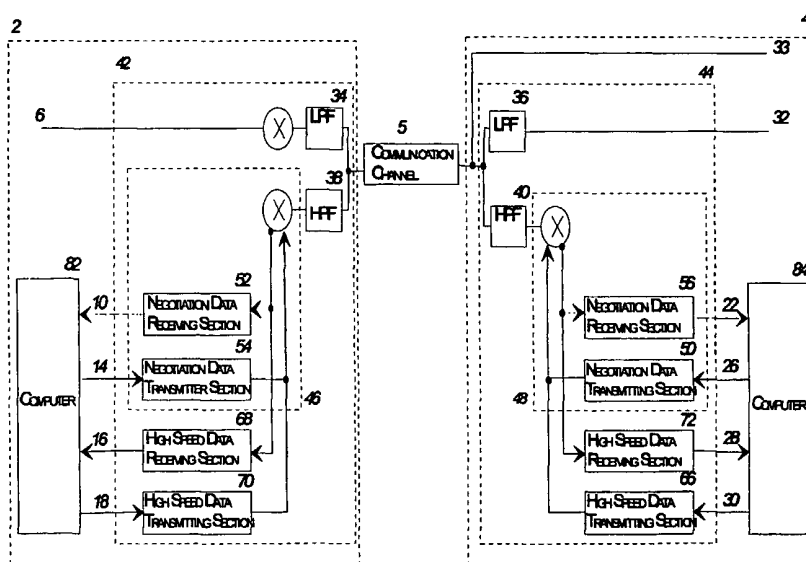 2
4
42
33
6
34
36
44
LPF
5
LPF
32
COMMUNICATION
CHANNEL
38
HPF
40
HPF
82
52
56
84
10
NEGOTIATION DATA
RECEIVING SECTION
NEGOTIATION DATA
RECEIVING SECTION
22
54
50
14
NEGOTIATION DATA
TRANSMITTER SECTION
NEGOTIATION DATA
TRANSMITTING SECTION
26
COMPUTER
46
48
COMPUTER
68
72
16
HIGH SPEED DATA
RECEIVING SECTION
HIGH SPEED DATA
RECEIVING SECTION
28
70
66
18
HIGH SPEED DATA
TRANSMITTING SECTION
HIGH SPEED DATA
TRANSMITTING SECTION
30